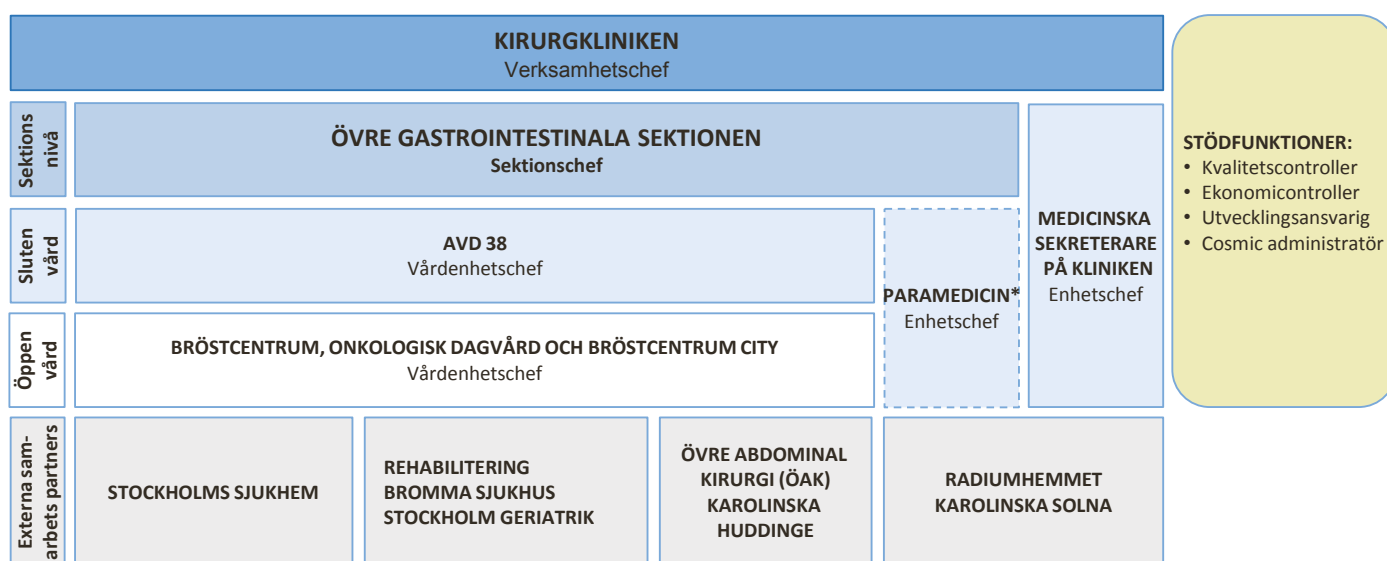 KIRURGKLINIKEN
Verksamhetschef
Sektions
nivå
ÖVRE GASTROINTESTINALA SEKTIONEN
Sektionschef
Sluten
vård
AVD 38
Vårdenhetschef
Öppen
vård
BRÖSTCENTRUM, ONKOLOGISK DAGVÅRD OCH BRÖSTCENTRUM CITY
Vårdenhetschef
PARAMEDICIN*
Enhetschef
MEDICINSKA
SEKRETERARE
PÅ KLINIKEN
Enhetschef
STÖDFUNKTIONER:
• Kvalitetscontroller
• Ekonomicontroller
• Utvecklingsansvarig
• Cosmic administratör
Externa sam-
arbets partners
STOCKHOLMS SJUKHEM
REHABILITERING
BROMMA SJUKHUS
STOCKHOLM GERIATRIK
ÖVRE ABDOMINAL
KIRURGI (ÖAK)
KAROLINSKA
HUDDINGE
RADIUMHEMMET
KAROLINSKA SOLNA